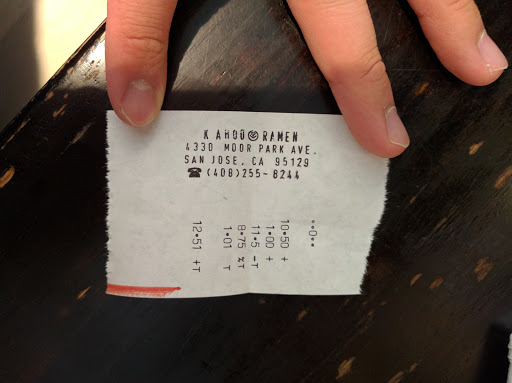 KAHOO RAMEN
4330 MOOR PARK AVE.
SAN JOSE, CA 95129
☎ (408)255-8244
•0••
10•50 +
1•00 +
11•5 -T
8•75 %T
1•01 T
12•51 +T